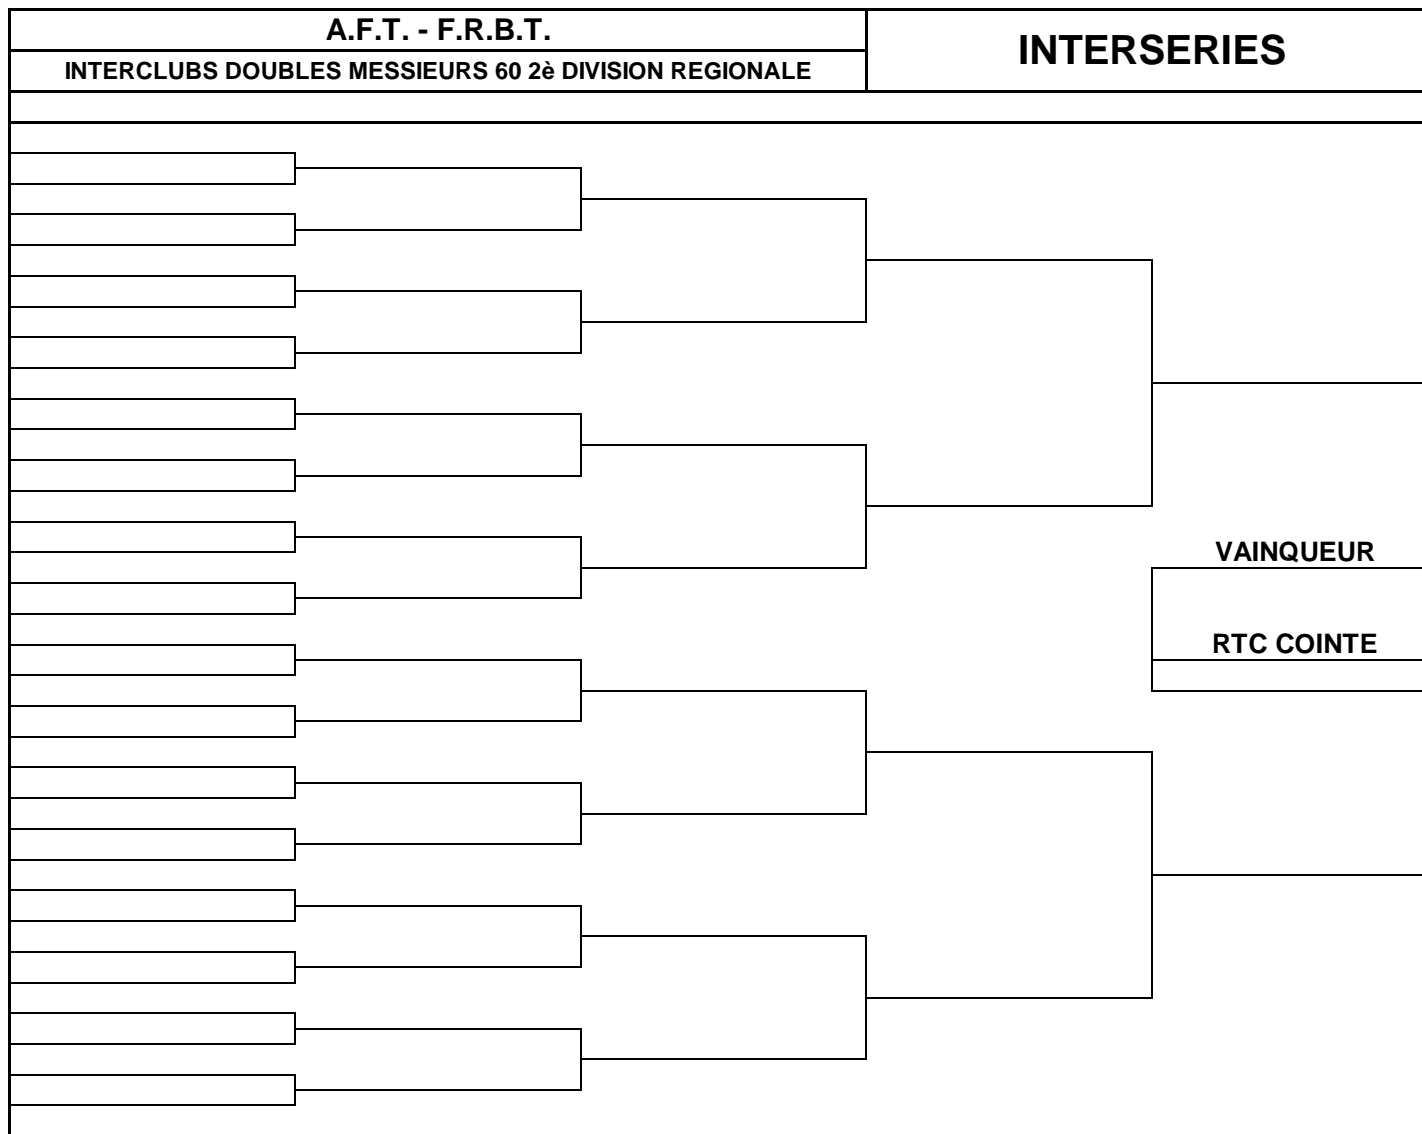 A.F.T. - F.R.B.T.
INTERSERIES
INTERCLUBS DOUBLES MESSIEURS 60 2è DIVISION REGIONALE
VAINQUEUR
RTC COINTE